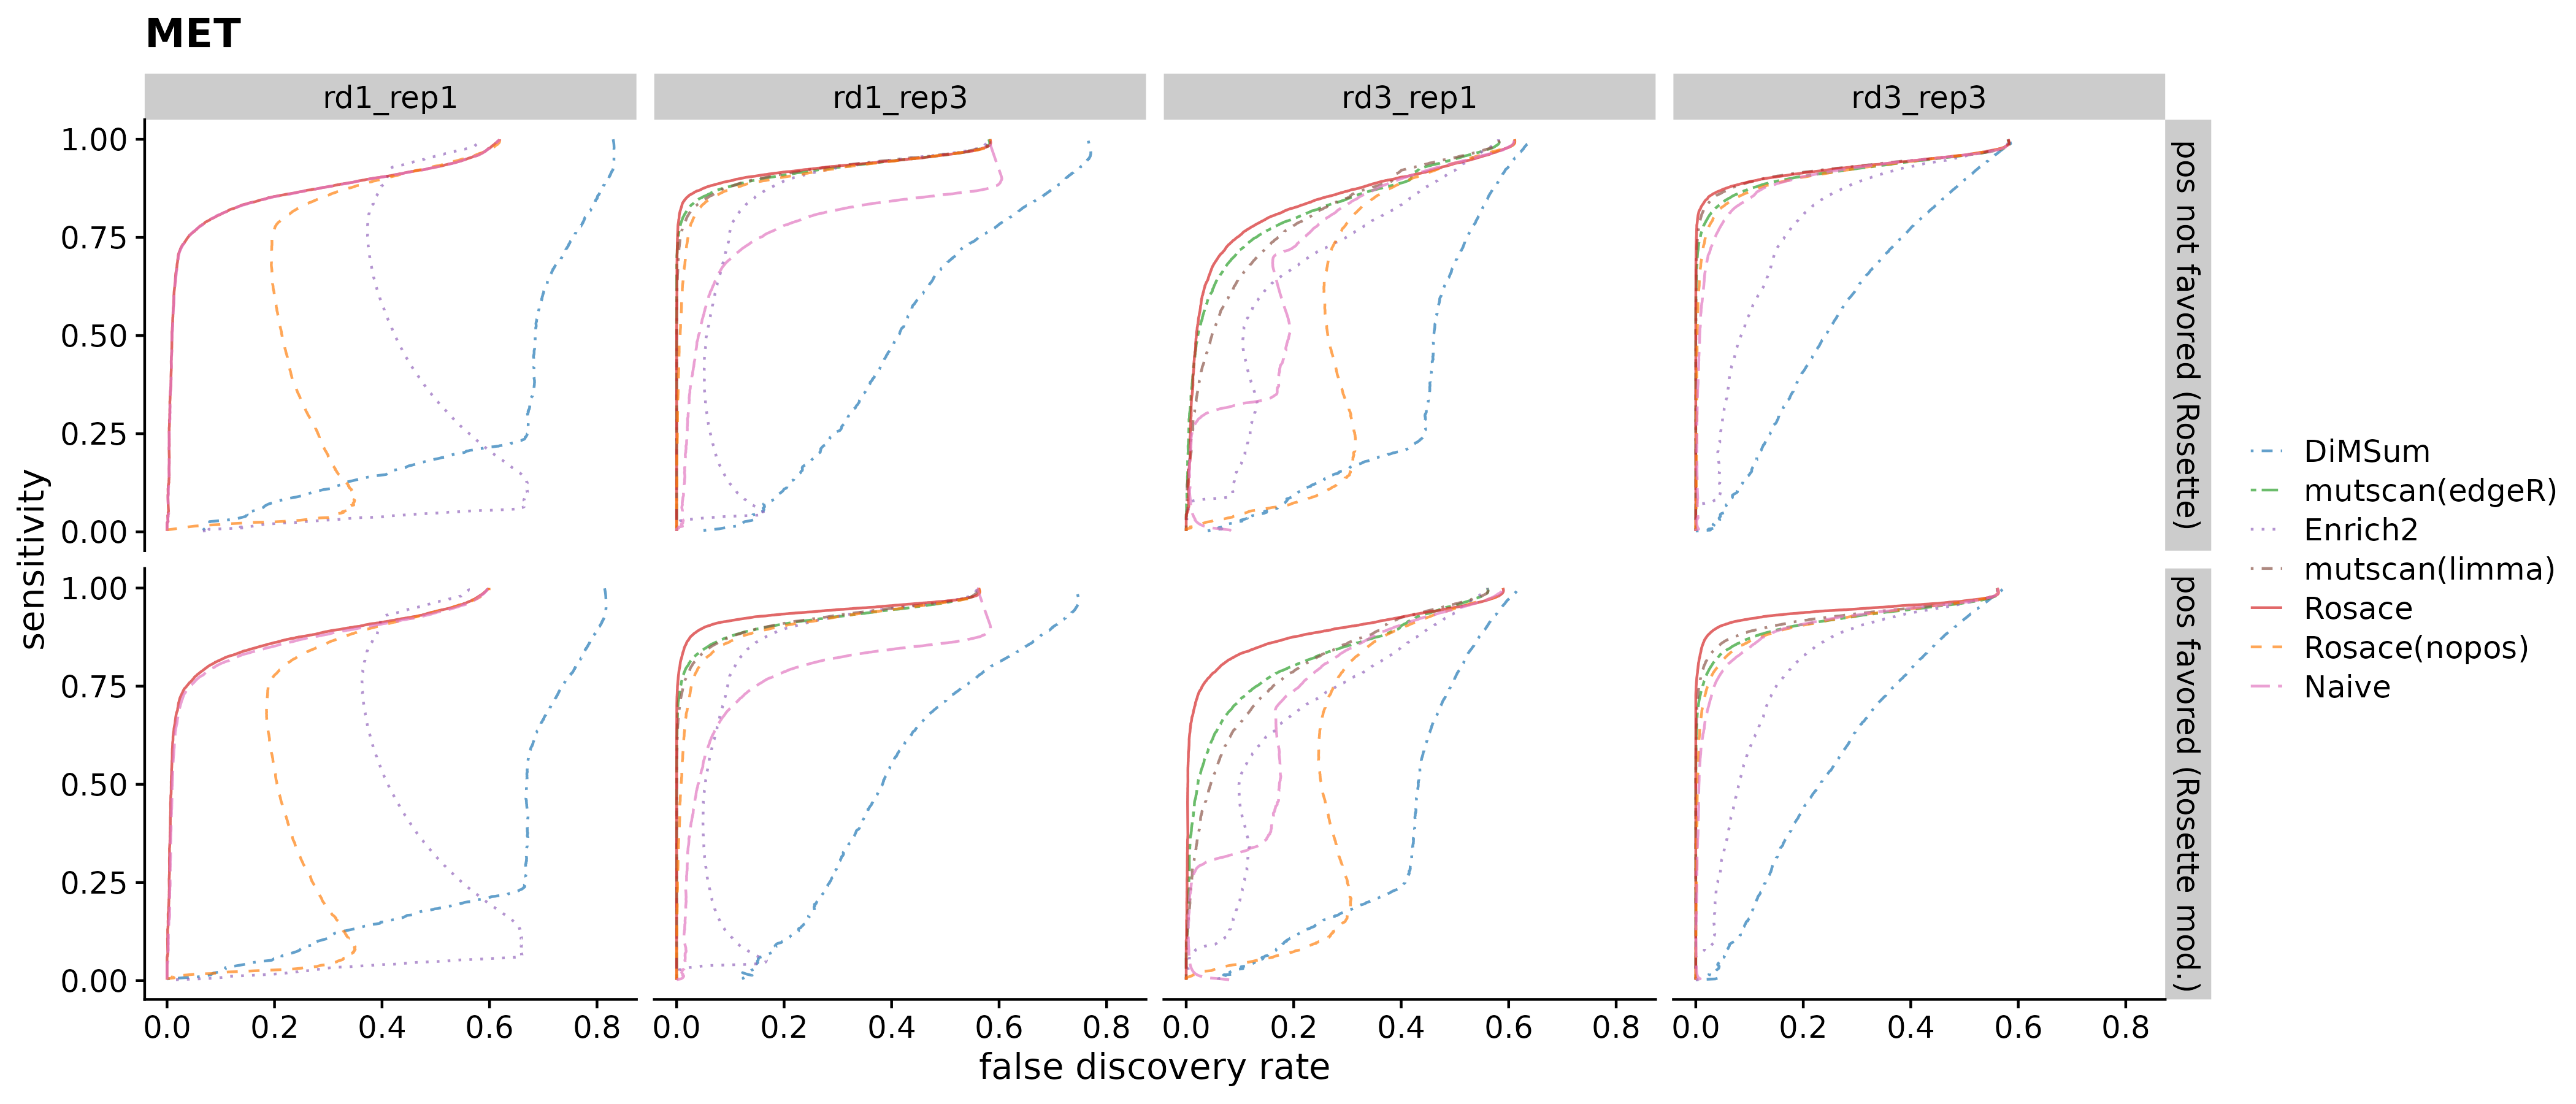 MET
rd1_rep1 rd1_rep3 rd3_rep1 rd3_rep3
1.00
0.75
0.50
0.25
0.00
pos not favored (Rosette)
1.00
0.75
0.50
0.25
0.00
pos favored (Rosette mod.)
sensitivity
0.0 0.2 0.4 0.6 0.8 0.0 0.2 0.4 0.6 0.8 0.0 0.2 0.4 0.6 0.8 0.0 0.2 0.4 0.6 0.8
false discovery rate
DiMSum
mutscan(edgeR)
Enrich2
mutscan(limma)
Rosace
Rosace(nopos)
Naive